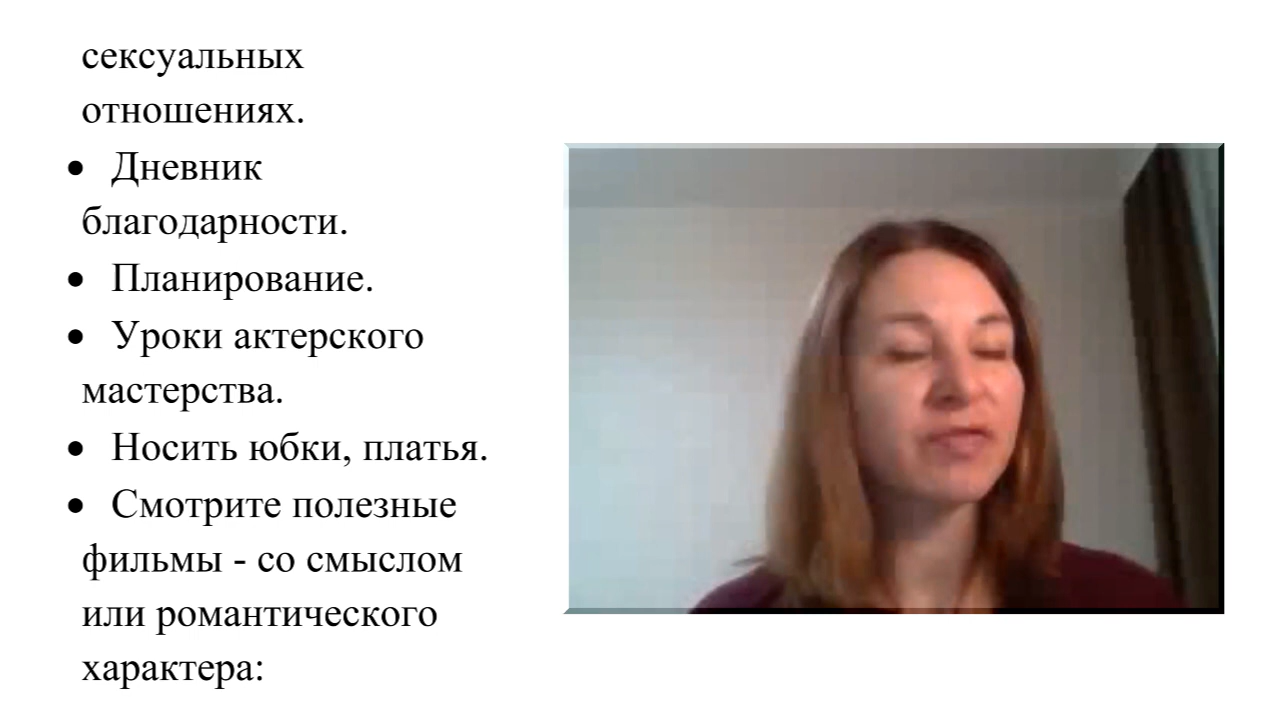 сексуальных
отношениях.
• Дневник
благодарности.
• Планирование.
• Уроки актерского
мастерства.
• Носить юбки, платья.
• Смотрите полезные
фильмы - со смыслом
или романтического
характера: